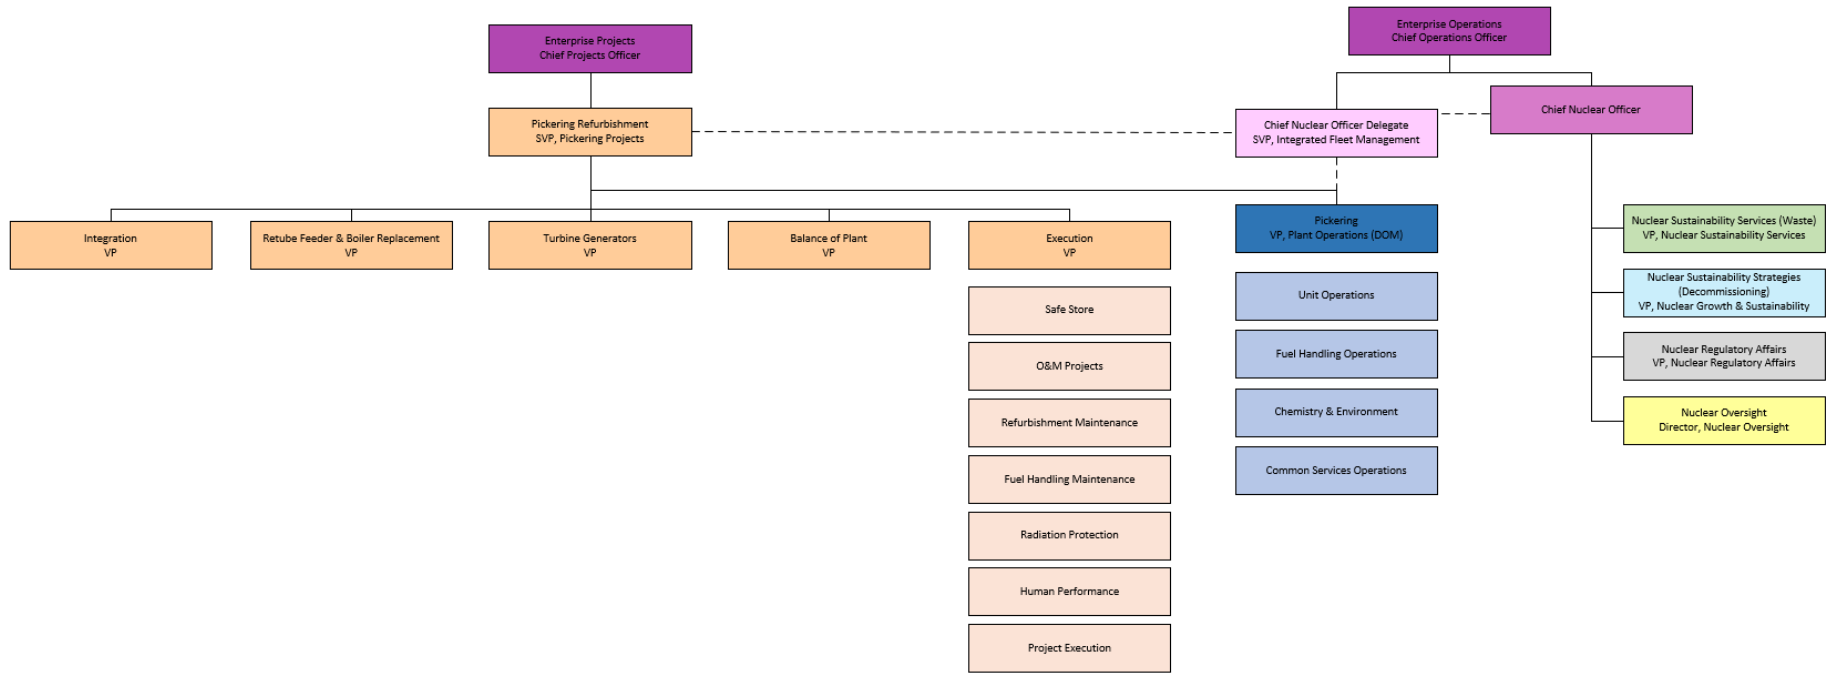 Enterprise Projects
Chief Projects Officer
Enterprise Operations
Chief Operations Officer
Pickering Refurbishment
SVP, Pickering Projects
Chief Nuclear Officer Delegate
SVP, Integrated Fleet Management
Chief Nuclear Officer
Integration
VP
Retube Feeder & Boiler Replacement
VP
Turbine Generators
VP
Balance of Plant
VP
Execution
VP
Safe Store
O&M Projects
Refurbishment Maintenance
Fuel Handling Maintenance
Radiation Protection
Human Performance
Project Execution
Pickering
VP, Plant Operations (DOM)
Unit Operations
Fuel Handling Operations
Chemistry & Environment
Common Services Operations
Nuclear Sustainability Services (Waste)
VP, Nuclear Sustainability Services
Nuclear Sustainability Strategies
(Decommissioning)
VP, Nuclear Growth & Sustainability
Nuclear Regulatory Affairs
VP, Nuclear Regulatory Affairs
Nuclear Oversight
Director, Nuclear Oversight